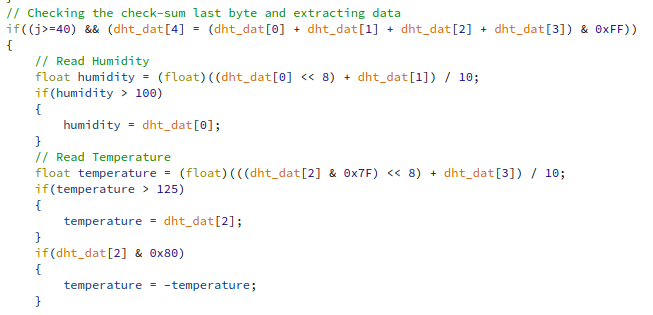 // Checking the check-sum last byte and extracting data
if((j>=40) && (dht_dat[4] = (dht_dat[0] + dht_dat[1] + dht_dat[2] + dht_dat[3]) & 0xFF))
{
    // Read Humidity
    float humidity = (float)((dht_dat[0] << 8) + dht_dat[1]) / 10;
    if(humidity > 100)
    {
        humidity = dht_dat[0];
    }
    // Read Temperature
    float temperature = (float)(((dht_dat[2] & 0x7F) << 8) + dht_dat[3]) / 10;
    if(temperature > 125)
    {
        temperature = dht_dat[2];
    }
    if(dht_dat[2] & 0x80)
    {
        temperature = -temperature;
    }